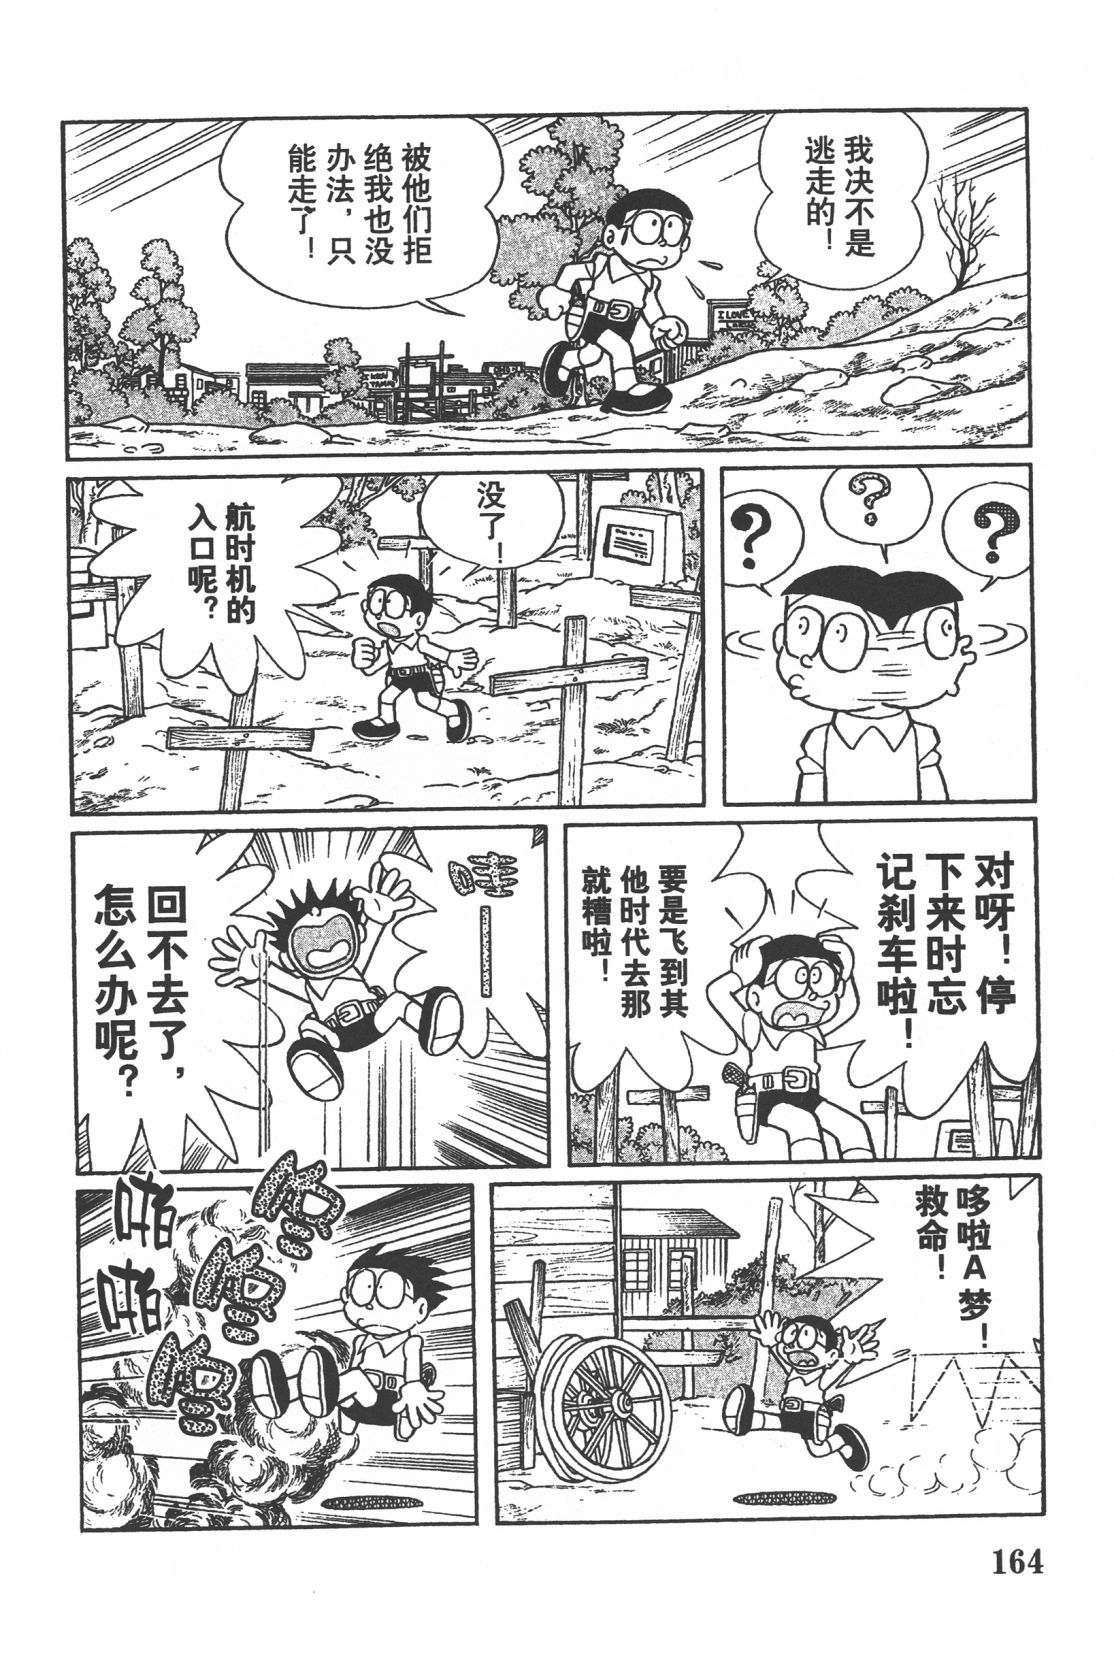 我决不是
逃走的！
被他们拒
绝我也没
办法，只
能走了！
I LOVE
？
？
？
没了！
航时机的
入口呢？
对呀！停
下来时忘
记刹车啦！
要是飞到其
他时代去那
就糟啦！
哇—
回不去了，
怎么办呢？
哆啦A梦！
救命！
啪
啪
164